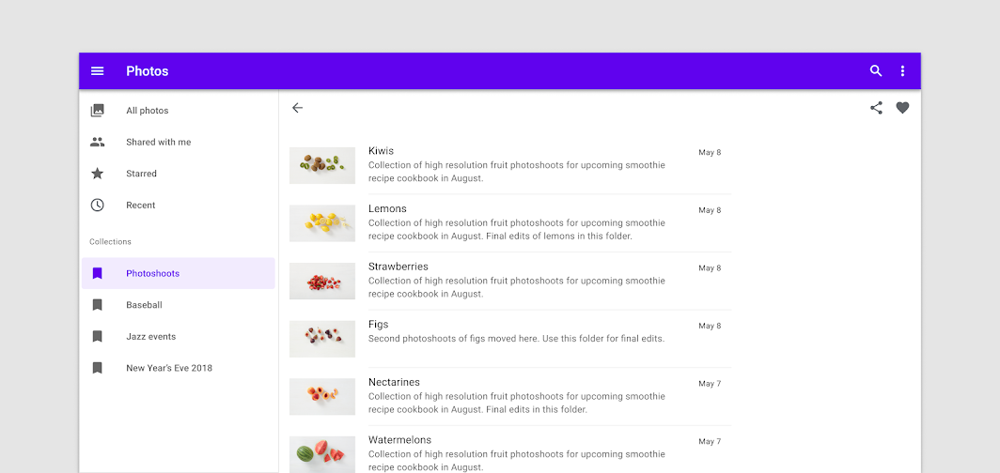 Photos
All photos
Shared with me
Starred
Recent
Collections
Photoshoots
Baseball
Jazz events
New Year's Eve 2018
Kiwis
May 8
Collection of high resolution fruit photoshoots for upcoming smoothie
recipe cookbook in August.
Lemons
May 8
Collection of high resolution fruit photoshoots for upcoming smoothie
recipe cookbook in August. Final edits of lemons in this folder.
Strawberries
May 8
Collection of high resolution fruit photoshoots for upcoming smoothie
recipe cookbook in August.
Figs
May 8
Second photoshoots of figs moved here. Use this folder for final edits.
Nectarines
May 7
Collection of high resolution fruit photoshoots for upcoming smoothie
recipe cookbook in August. Final edits in this folder.
Watermelons
May 7
Collection of high resolution fruit photoshoots for upcoming smoothie
recipe cookbook in August.